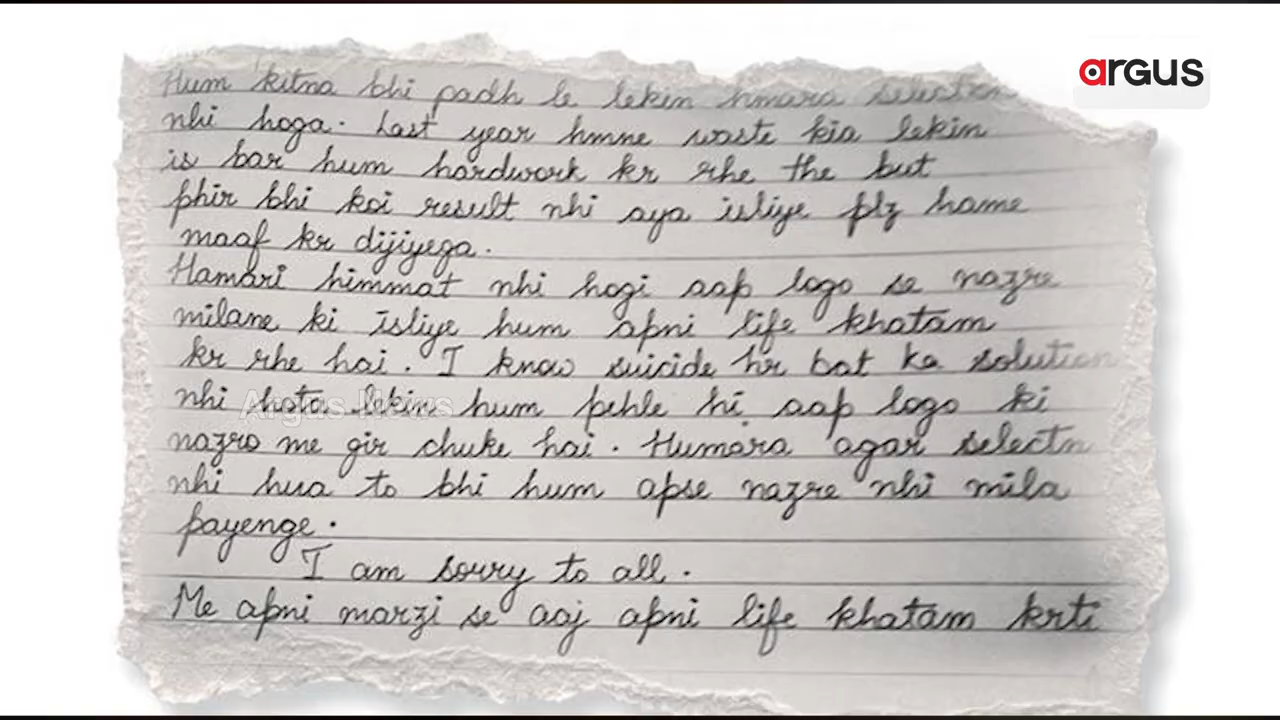 argus
Hum kitna bhi padh le lekin hmara selection
nhi hoga. Last year hmne waste kia lekin
is bar hum hardwork kr rhe the but
phir bhi koi result nhi aya isliye plz hame
maaf kr dijiyega.
Hamari himmat nhi hogi aap logo se nazre
milane ki isliye hum apni life khatam
kr rhe hai. I know suicide hr bat ka solution
nhi hota lekin hum pehle hi aap logo ki
nazro me gir chuke hai. Humara agar selectn
nhi hua to bhi hum apse nazre nhi mila
payenge.
I am sorry to all.
Me apni marzi se aaj apni life khatam krti
Argus News